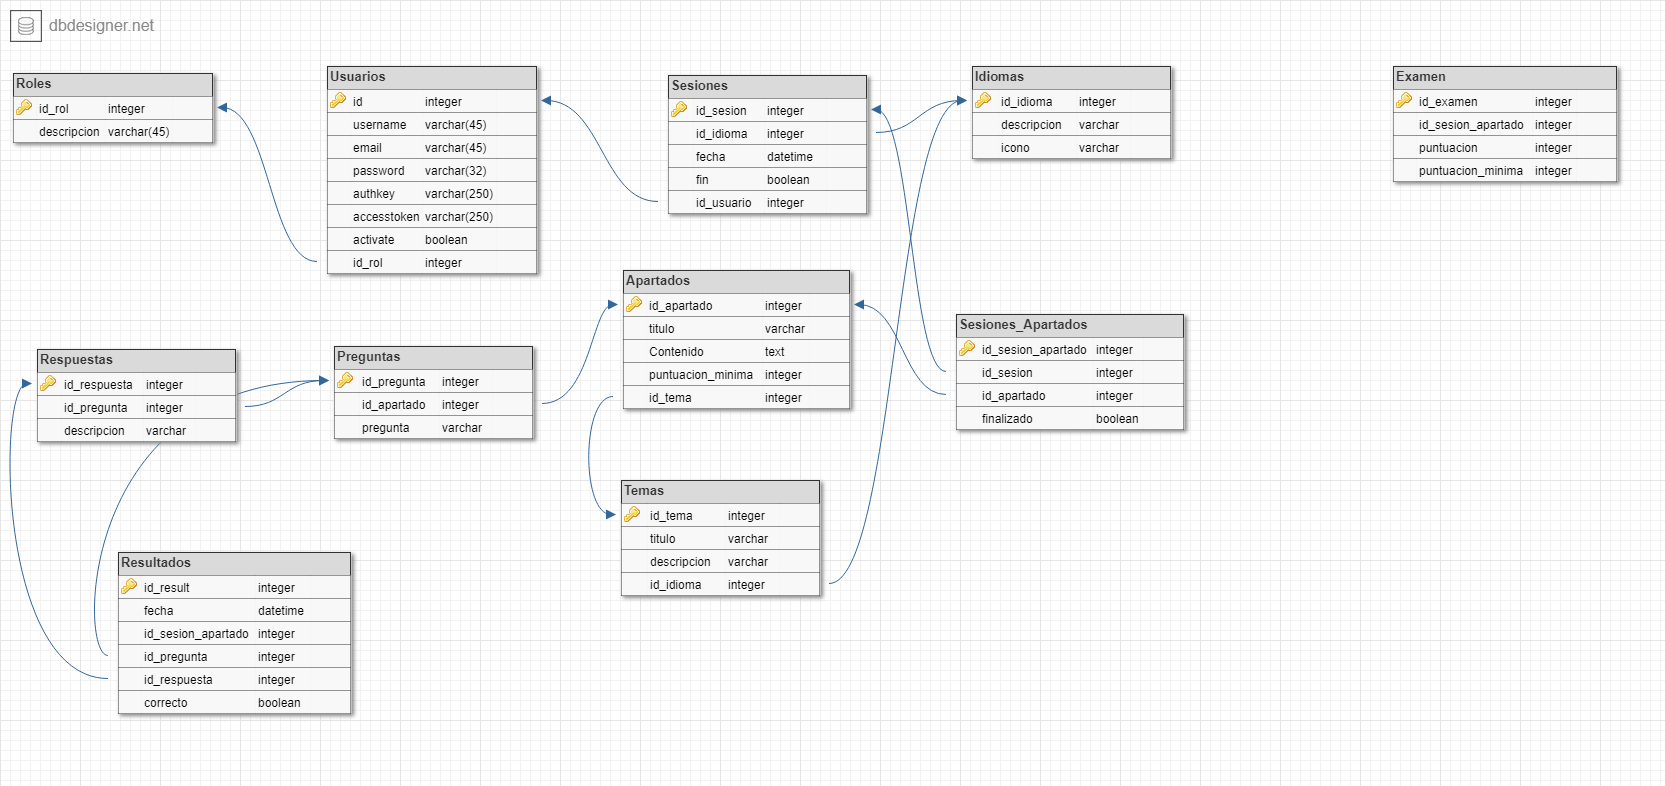 dbdesigner.net
Roles
id_rol integer
descripcion varchar(45)
Usuarios
id integer
username varchar(45)
email varchar(45)
password varchar(32)
authkey varchar(250)
accesstoken varchar(250)
activate boolean
id_rol integer
Sesiones
id_sesion integer
id_idioma integer
fecha datetime
fin boolean
id_usuario integer
Idiomas
id_idioma integer
descripcion varchar
icono varchar
Examen
id_examen integer
id_sesion_apartado integer
puntuacion integer
puntuacion_minima integer
Apartados
id_apartado integer
titulo varchar
Contenido text
puntuacion_minima integer
id_tema integer
Sesiones_Apartados
id_sesion_apartado integer
id_sesion integer
id_apartado integer
finalizado boolean
Respuestas
id_respuesta integer
id_pregunta integer
descripcion varchar
Preguntas
id_pregunta integer
id_apartado integer
pregunta varchar
Temas
id_tema integer
titulo varchar
descripcion varchar
id_idioma integer
Resultados
id_result integer
fecha datetime
id_sesion_apartado integer
id_pregunta integer
id_respuesta integer
correcto boolean